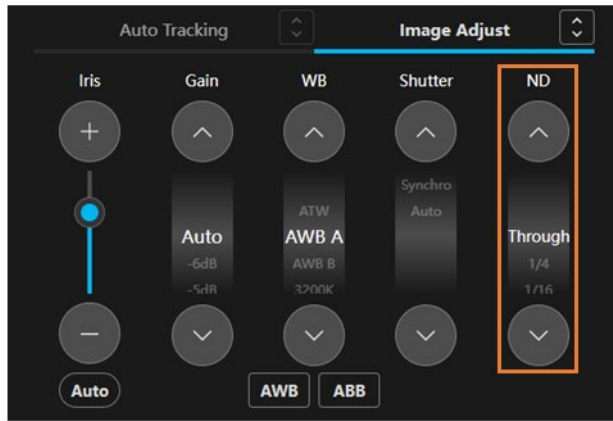 Auto Tracking
Image Adjust
Iris
Gain
WB
Shutter
ND
Synchro
ATW
Auto
Auto
AWB A
Through
-6dB
AWB B
1/4
-5dB
3200K
1/16
Auto
AWB
ABB